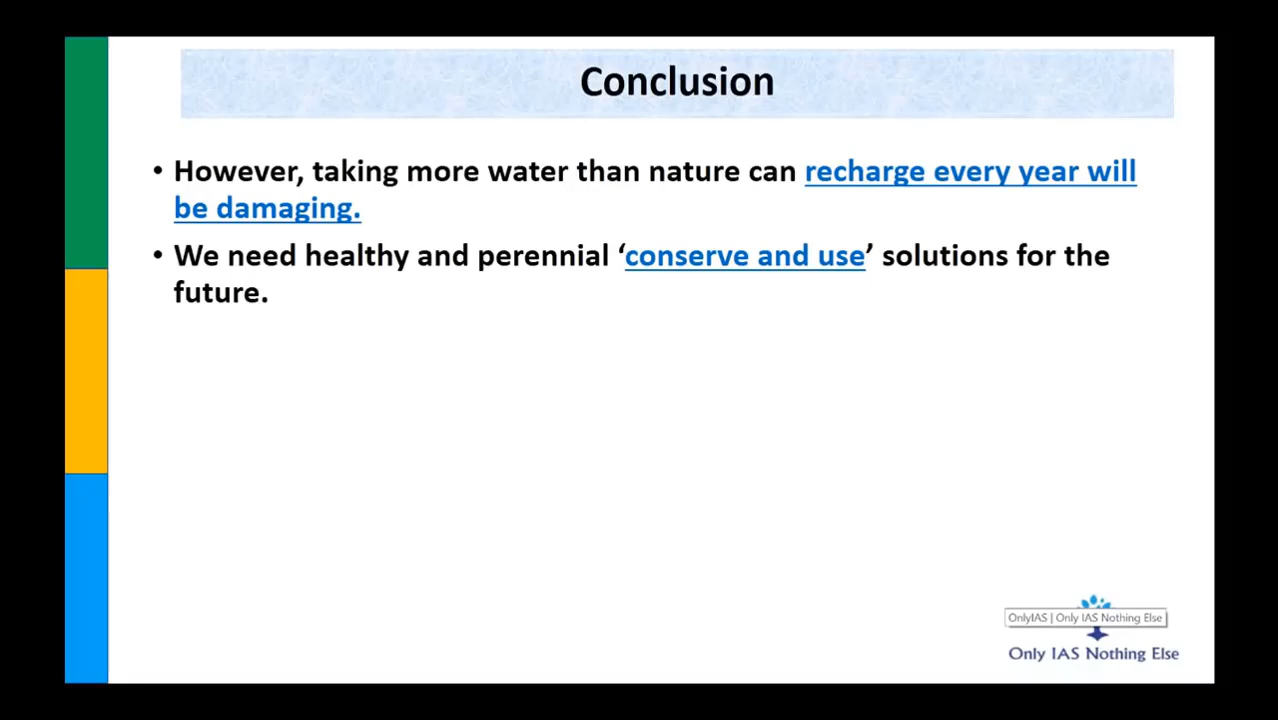 Conclusion
• However, taking more water than nature can recharge every year will
be damaging.
• We need healthy and perennial ‘conserve and use’ solutions for the
future.
OnlyIAS | Only IAS Nothing Else
Only IAS Nothing Else